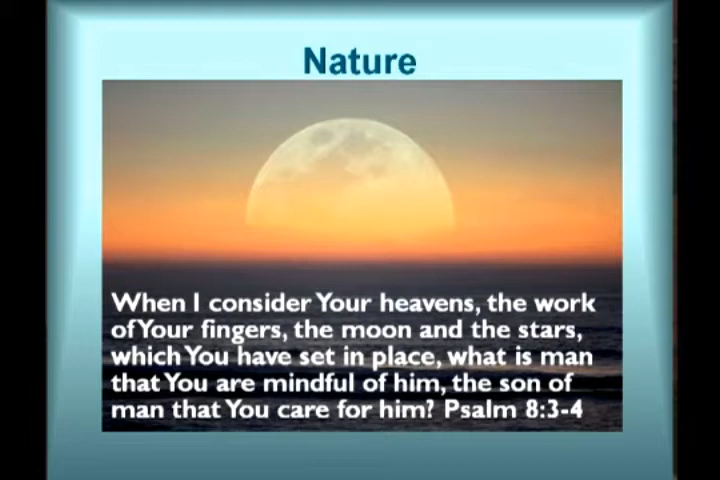 Nature
When I consider Your heavens, the work
of Your fingers, the moon and the stars,
which You have set in place, what is man
that You are mindful of him, the son of
man that You care for him? Psalm 8:3-4